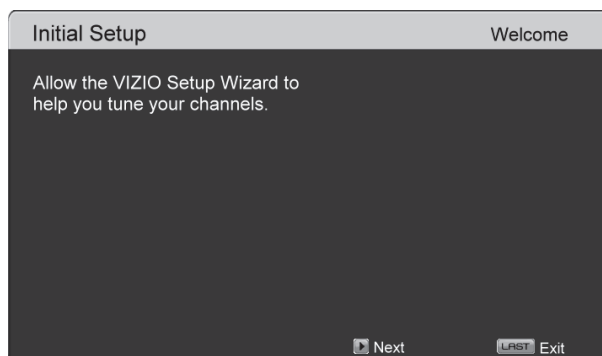 Initial Setup Welcome
Allow the VIZIO Setup Wizard to
help you tune your channels.
Next LAST Exit